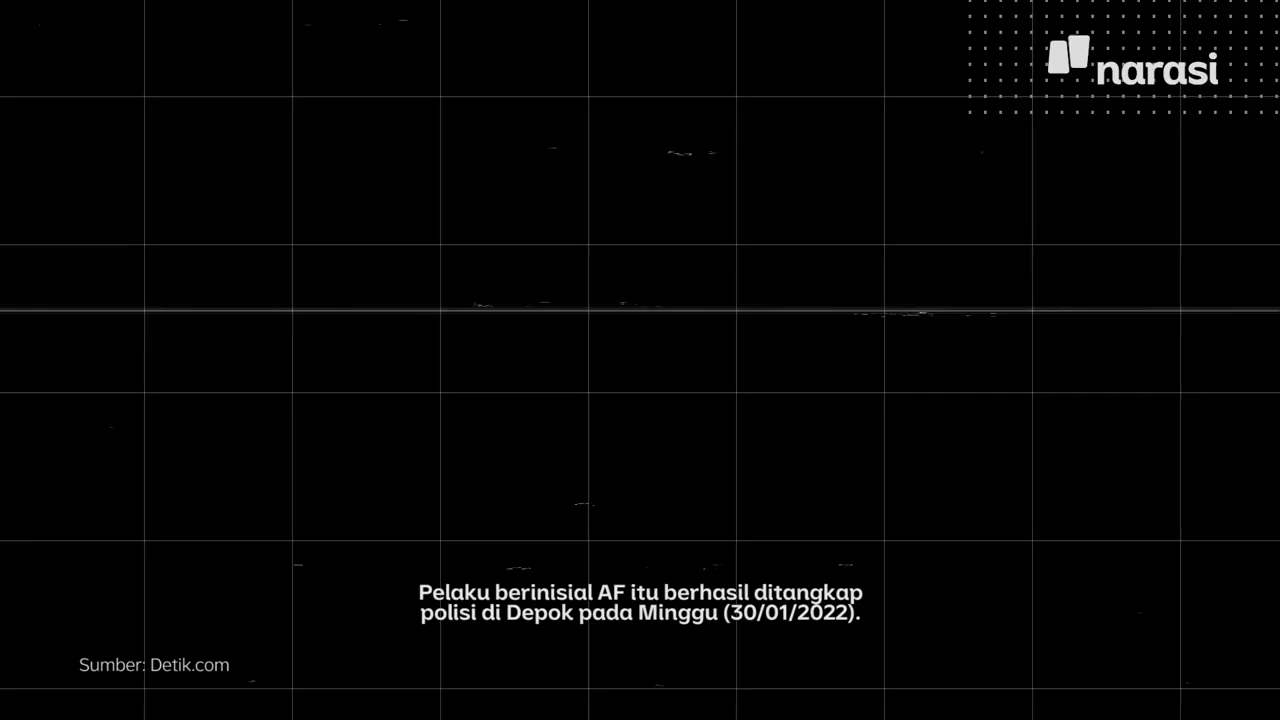 narasi
Pelaku berinisial AF itu berhasil ditangkap
polisi di Depok pada Minggu (30/01/2022).
Sumber: Detik.com